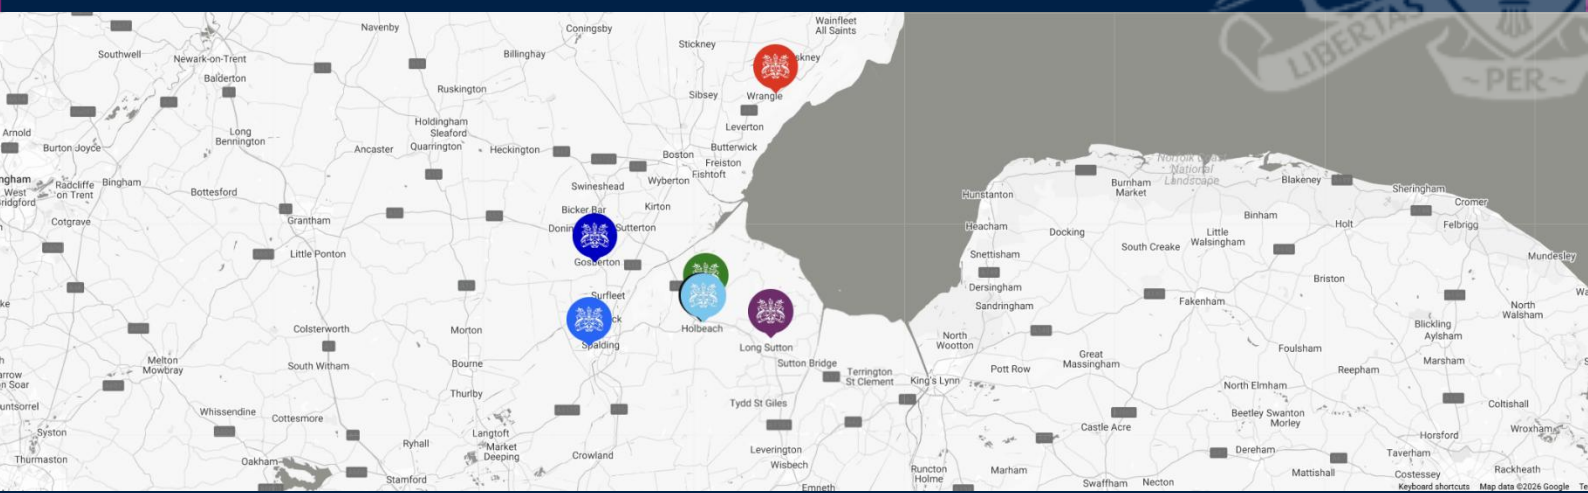 LIBERTAS
~PER~
Navenby
Coningsby
Wainfleet
All Saints
Southwell
Newark-on-Trent
Billinghay
Stickney
Balderton
Ruskington
Sibsey
Wrangle
Arnold
Long
Bennington
Holdingham
Sleaford
Quarrington
Leverton
Burton Joyce
Ancaster
Heckington
Boston
Butterwick
Freiston
Fishtoft
West
Radcliffe
on Trent
Bingham
Bottesford
Swineshead
Wyberton
Norfolk Coast
National
Landscape
Burnham
Market
Blakeney
Sheringham
Cromer
Cotgrave
Grantham
Bicker Bar
Kirton
Sutterton
Hunstanton
Heacham
Docking
Binham
Little
Walsingham
Holt
Felbrigg
Little Ponton
Gosberton
Snettisham
South Creake
Mundesley
Dersingham
Sandringham
Fakenham
Briston
North
Walsham
Surfleet
Colsterworth
Morton
Spalding
Holbeach
Long Sutton
North
Wootton
Blickling
Aylsham
Melton
Mowbray
South Witham
Bourne
Sutton Bridge
Terrington
St Clement
King's Lynn
Pott Row
Great
Massingham
Foulsham
Reepham
Marsham
Thurlby
North Elmham
Whissendine
Cottesmore
Tydd St Giles
Castle Acre
Beetley Swanton
Morley
Coltishall
Syston
Ryhall
Langtoft
Market
Deeping
Crowland
Leverington
Wisbech
Dereham
Horsford
Wroxham
Thurmaston
Oakham
Stamford
Emneth
Runcton
Holme
Marham
Swaffham
Necton
Mattishall
Taverham
Costessey
Rackheath
Keyboard shortcuts
Map data ©2026 Google